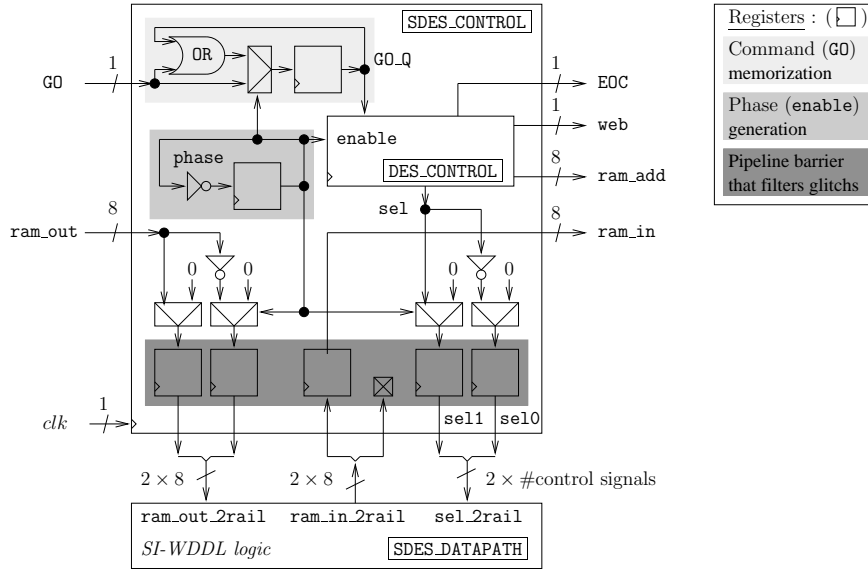 SDES_CONTROL
Registers : ( )
OR
GO_Q
Command (GO)
memorization
GO
1
1
EOC
enable
1
web
Phase (enable)
generation
phase
DES_CONTROL
8
ram_add
Pipeline barrier
that filters glitchs
sel
8
ram_out
8
ram_in
0
0
0
0
clk
1
sel1
sel0
2 × 8
2 × 8
2 × #control signals
ram_out_2rail
ram_in_2rail
sel_2rail
SI-WDDL logic
SDES_DATAPATH